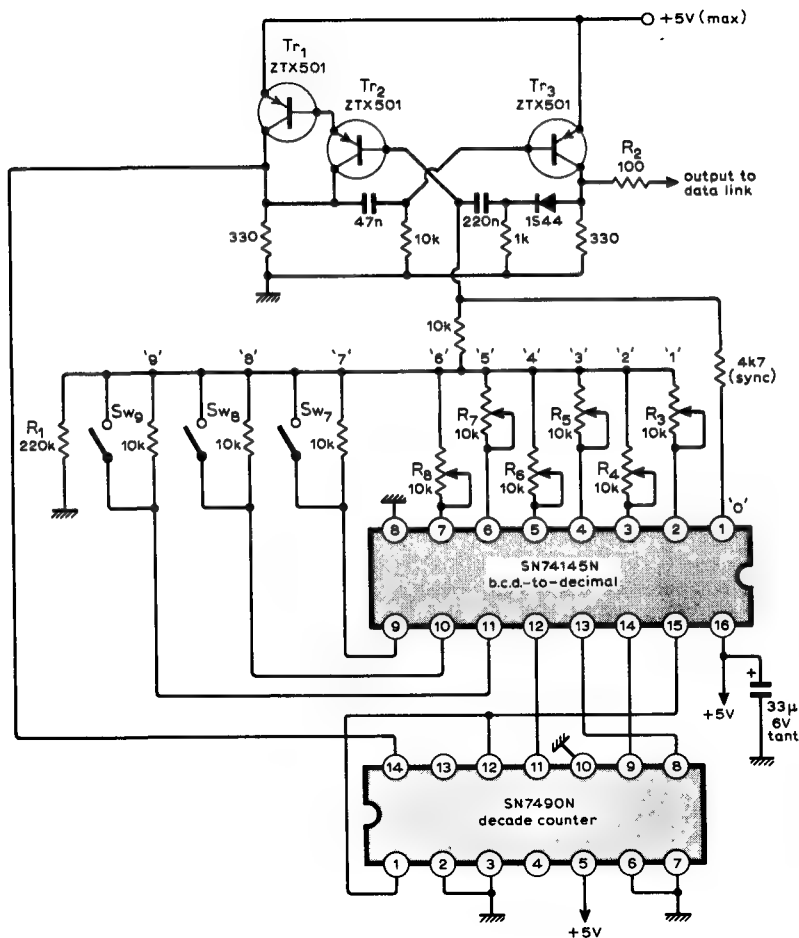 +5V (max)
Tr1
ZTX501
Tr2
ZTX501
Tr3
ZTX501
R2
100
output to
data link
47n
220n
1S44
330
10k
1k
330
10k
'9'
'8'
'7'
'6'
'5'
'4'
'3'
'2'
'1'
4k7
(sync)
R1
220k
Sw9
10k
Sw8
10k
Sw7
10k
R7
10k
R5
10k
R3
10k
R8
10k
R6
10k
R4
10k
'0'
8
7
6
5
4
3
2
1
SN74145N
b.c.d.-to-decimal
9
10
11
12
13
14
15
16
+5V
+
33µ
6V
tant
14
13
12
11
10
9
8
SN7490N
decade counter
1
2
3
4
5
6
7
+5V